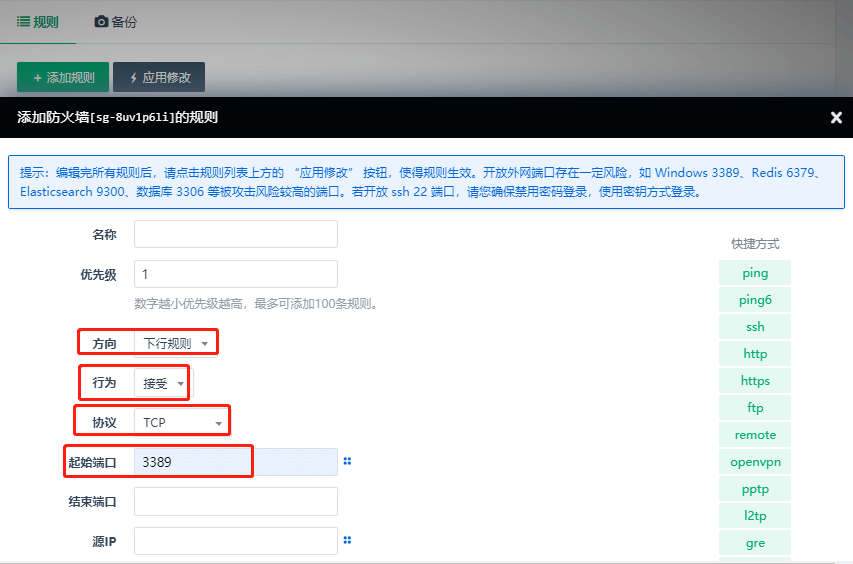 规则
备份
+ 添加规则
应用修改
添加防火墙[sg-8uv1p6li]的规则
提示：编辑完所有规则后，请点击规则列表上方的 “应用修改” 按钮，使得规则生效。开放外网端口存在一定风险，如 Windows 3389、Redis 6379、
Elasticsearch 9300、数据库 3306 等被攻击风险较高的端口。若开放 ssh 22 端口，请您确保禁用密码登录，使用密钥方式登录。
名称
优先级 1
数字越小优先级越高，最多可添加100条规则。
方向 下行规则
行为 接受
协议 TCP
起始端口 3389
结束端口
源IP
快捷方式
ping
ping6
ssh
http
https
ftp
remote
openvpn
pptp
l2tp
gre